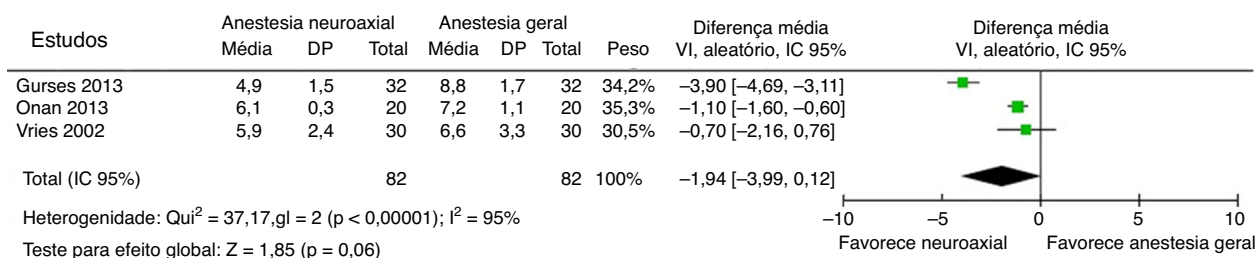 Estudos Anestesia neuroaxial Anestesia geral Diferença média Diferença média
Média DP Total Média DP Total Peso VI, aleatório, IC 95% VI, aleatório, IC 95%
Gurses 2013 4,9 1,5 32 8,8 1,7 32 34,2% –3,90 [–4,69, –3,11]
Onan 2013 6,1 0,3 20 7,2 1,1 20 35,3% –1,10 [–1,60, –0,60]
Vries 2002 5,9 2,4 30 6,6 3,3 30 30,5% –0,70 [–2,16, 0,76]
Total (IC 95%) 82 82 100% –1,94 [–3,99, 0,12]
Heterogenidade: Qui² = 37,17,gl = 2 (p < 0,00001); I² = 95%
Teste para efeito global: Z = 1,85 (p = 0,06)
–10 –5 0 5 10
Favorece neuroaxial Favorece anestesia geral